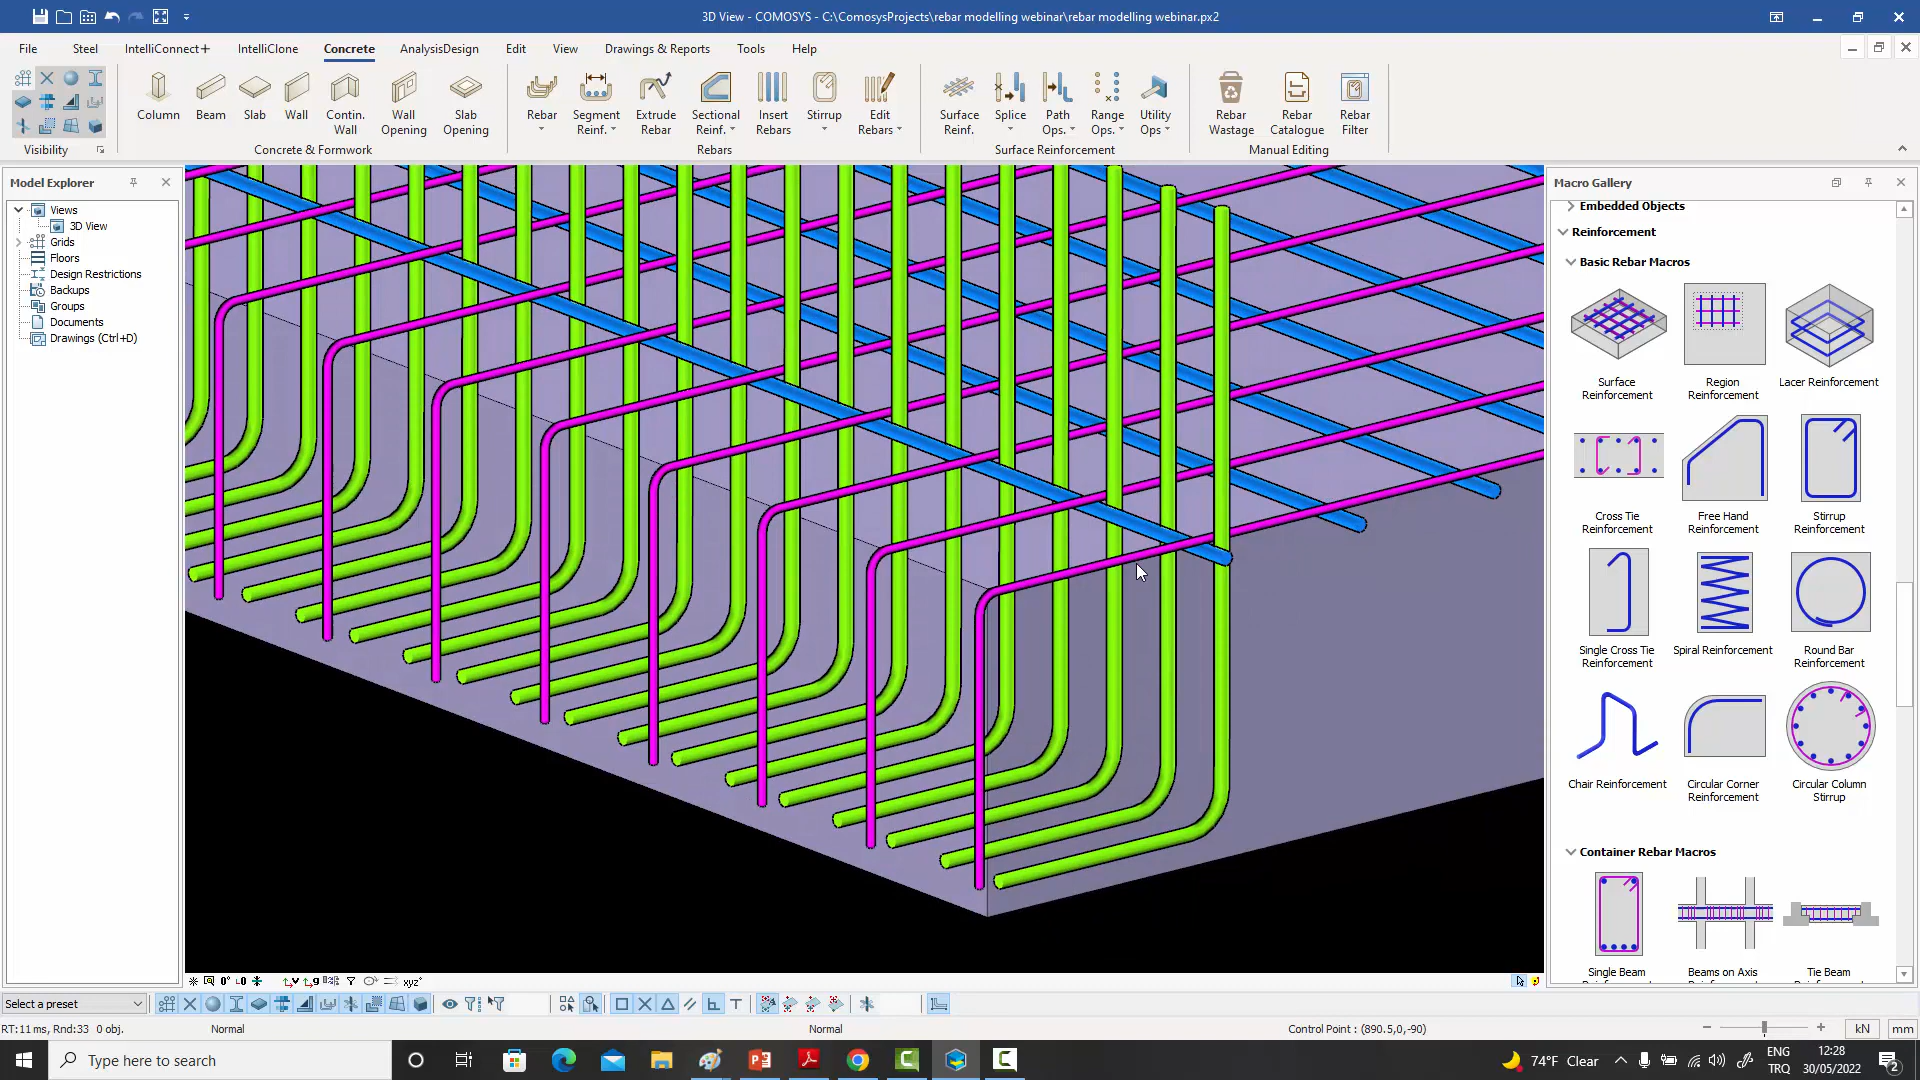 3D View - COMOSYS - C:\ComosysProjects\rebar modelling webinar\rebar modelling webinar.px2
File Steel IntelliConnect+ IntelliClone Concrete AnalysisDesign Edit View Drawings & Reports Tools Help
Column Beam Slab Wall Contin. Wall Wall Opening Slab Opening
Rebar Segment Reinf. Extrude Rebar Sectional Reinf. Insert Rebars Stirrup Edit Rebars
Surface Reinf. Splice Path Ops. Range Ops. Utility Ops
Rebar Wastage Rebar Catalogue Rebar Filter
Visibility Concrete & Formwork Rebars Surface Reinforcement Manual Editing
Model Explorer
Views
3D View
Grids
Floors
Design Restrictions
Backups
Groups
Documents
Drawings (Ctrl+D)
Macro Gallery
Embedded Objects
Reinforcement
Basic Rebar Macros
Surface Reinforcement
Region Reinforcement
Lacer Reinforcement
Cross Tie Reinforcement
Free Hand Reinforcement
Stirrup Reinforcement
Single Cross Tie Reinforcement
Spiral Reinforcement
Round Bar Reinforcement
Chair Reinforcement
Circular Corner Reinforcement
Circular Column Stirrup
Container Rebar Macros
Single Beam
Beams on Axis
Tie Beam
Select a preset
RT:11 ms, Rnd:33 0 obj. Normal Normal Control Point : (890.5,0,-90) kN mm
Type here to search
74°F Clear
ENG
TRQ
12:28
30/05/2022
2